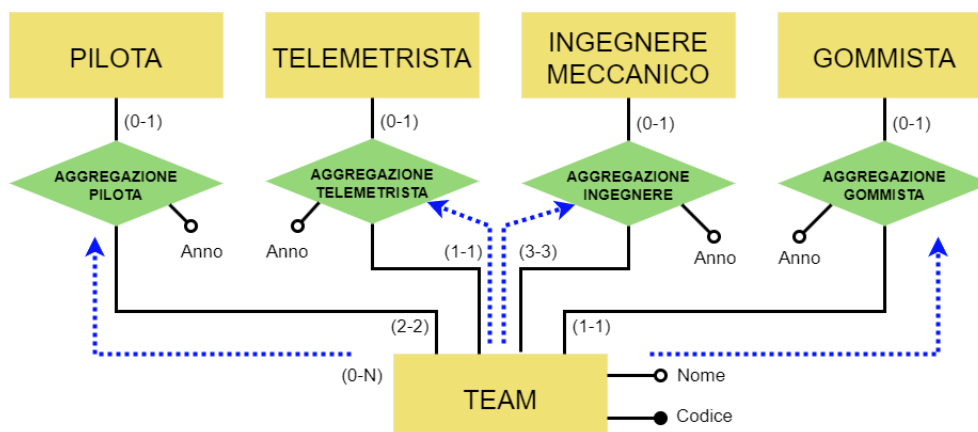 PILOTA
TELEMETRISTA
INGEGNERE
MECCANICO
GOMMISTA
(0-1)
(0-1)
(0-1)
(0-1)
AGGREGAZIONE
PILOTA
AGGREGAZIONE
TELEMETRISTA
AGGREGAZIONE
INGEGNERE
AGGREGAZIONE
GOMMISTA
Anno
Anno
Anno
Anno
(1-1)
(3-3)
(2-2)
(1-1)
(0-N)
TEAM
Nome
Codice